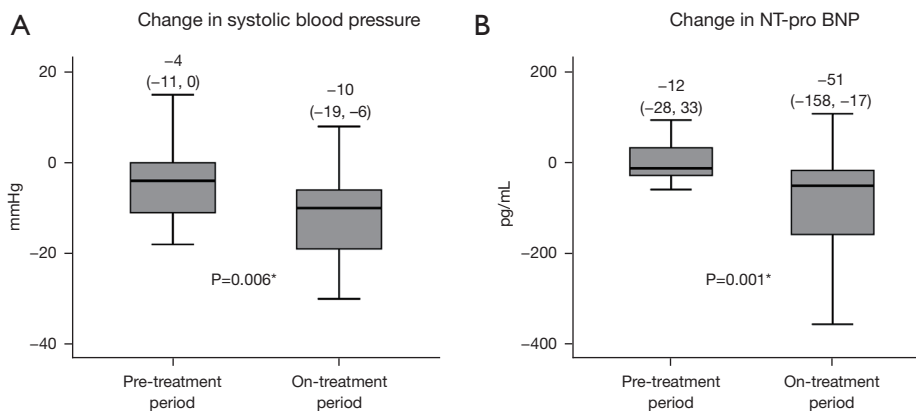 A
Change in systolic blood pressure
20
0
−20
−40
mmHg
−4
(−11, 0)
−10
(−19, −6)
P=0.006*
Pre-treatment
period
On-treatment
period
B
Change in NT-pro BNP
200
0
−200
−400
pg/mL
−12
(−28, 33)
−51
(−158, −17)
P=0.001*
Pre-treatment
period
On-treatment
period